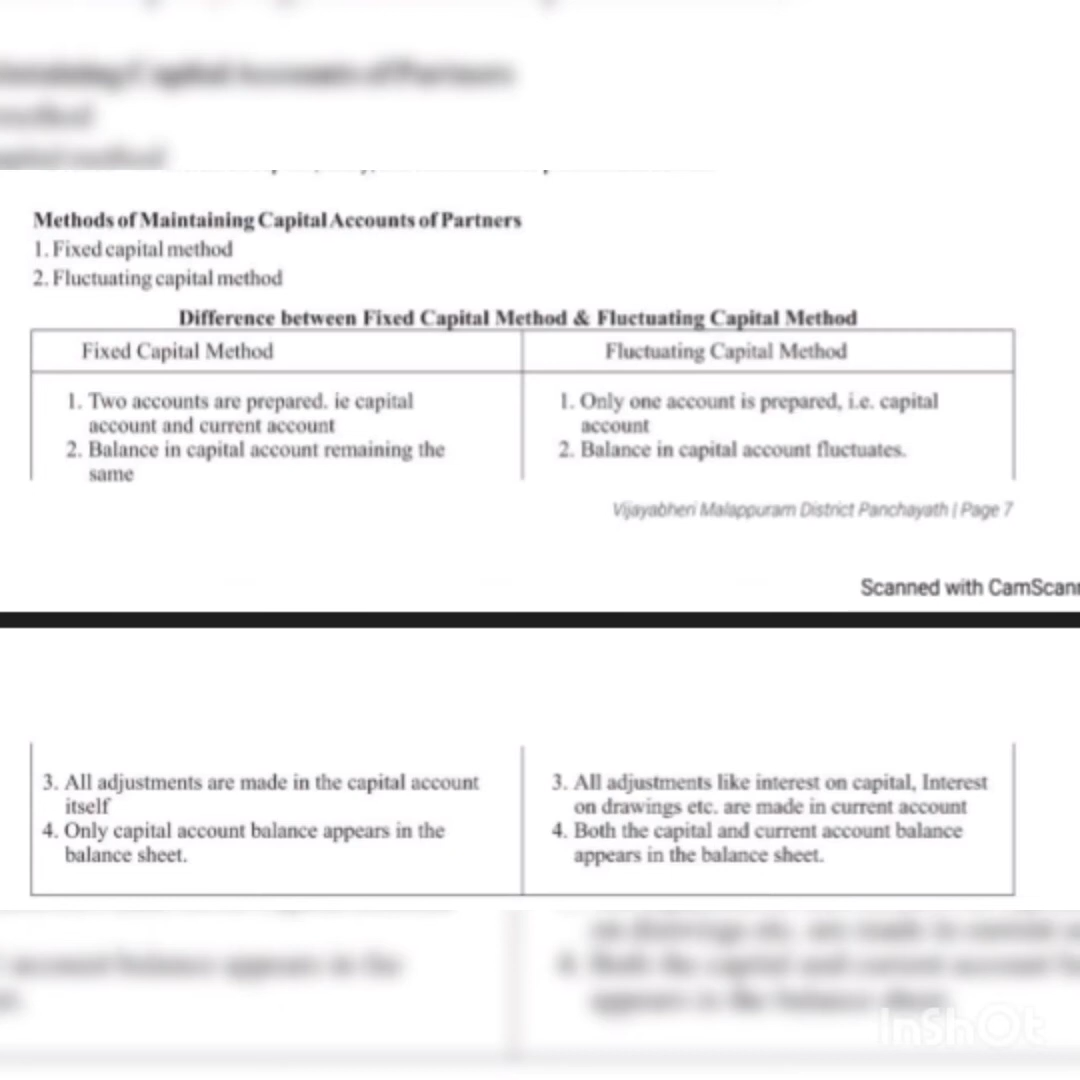 Methods of Maintaining Capital Accounts of Partners
1. Fixed capital method
2. Fluctuating capital method
Difference between Fixed Capital Method & Fluctuating Capital Method
Fixed Capital Method
1. Two accounts are prepared. ie capital
account and current account
2. Balance in capital account remaining the
same
Fluctuating Capital Method
1. Only one account is prepared, i.e. capital
account
2. Balance in capital account fluctuates.
Vijayabheri Malappuram District Panchayath | Page 7
Scanned with CamScann
3. All adjustments are made in the capital account
itself
4. Only capital account balance appears in the
balance sheet.
3. All adjustments like interest on capital, Interest
on drawings etc. are made in current account
4. Both the capital and current account balance
appears in the balance sheet.
InShOt